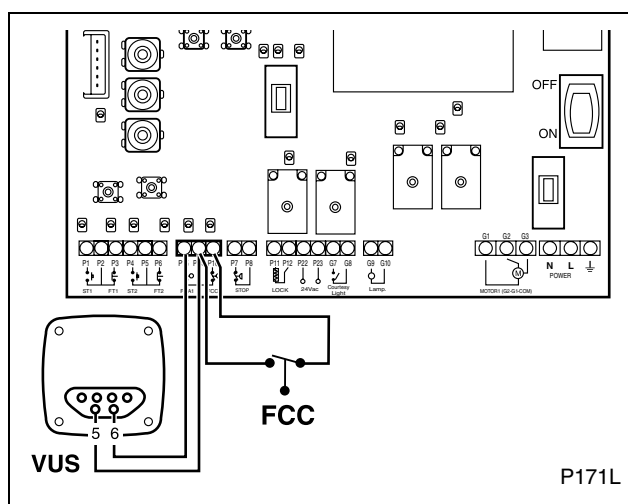 OFF
ON
P1 P2 P3 P4 P5 P6 P7 P8 P11 P12 P22 P23 G7 G8 G9 G10 G1 G2 G3
ST1 FT1 ST2 FT2 STOP LOCK 24Vac Courtesy Light Lamp. M N L
MOTOR1 (G2-G1-COM) POWER
5 6
FCC
VUS
P171L